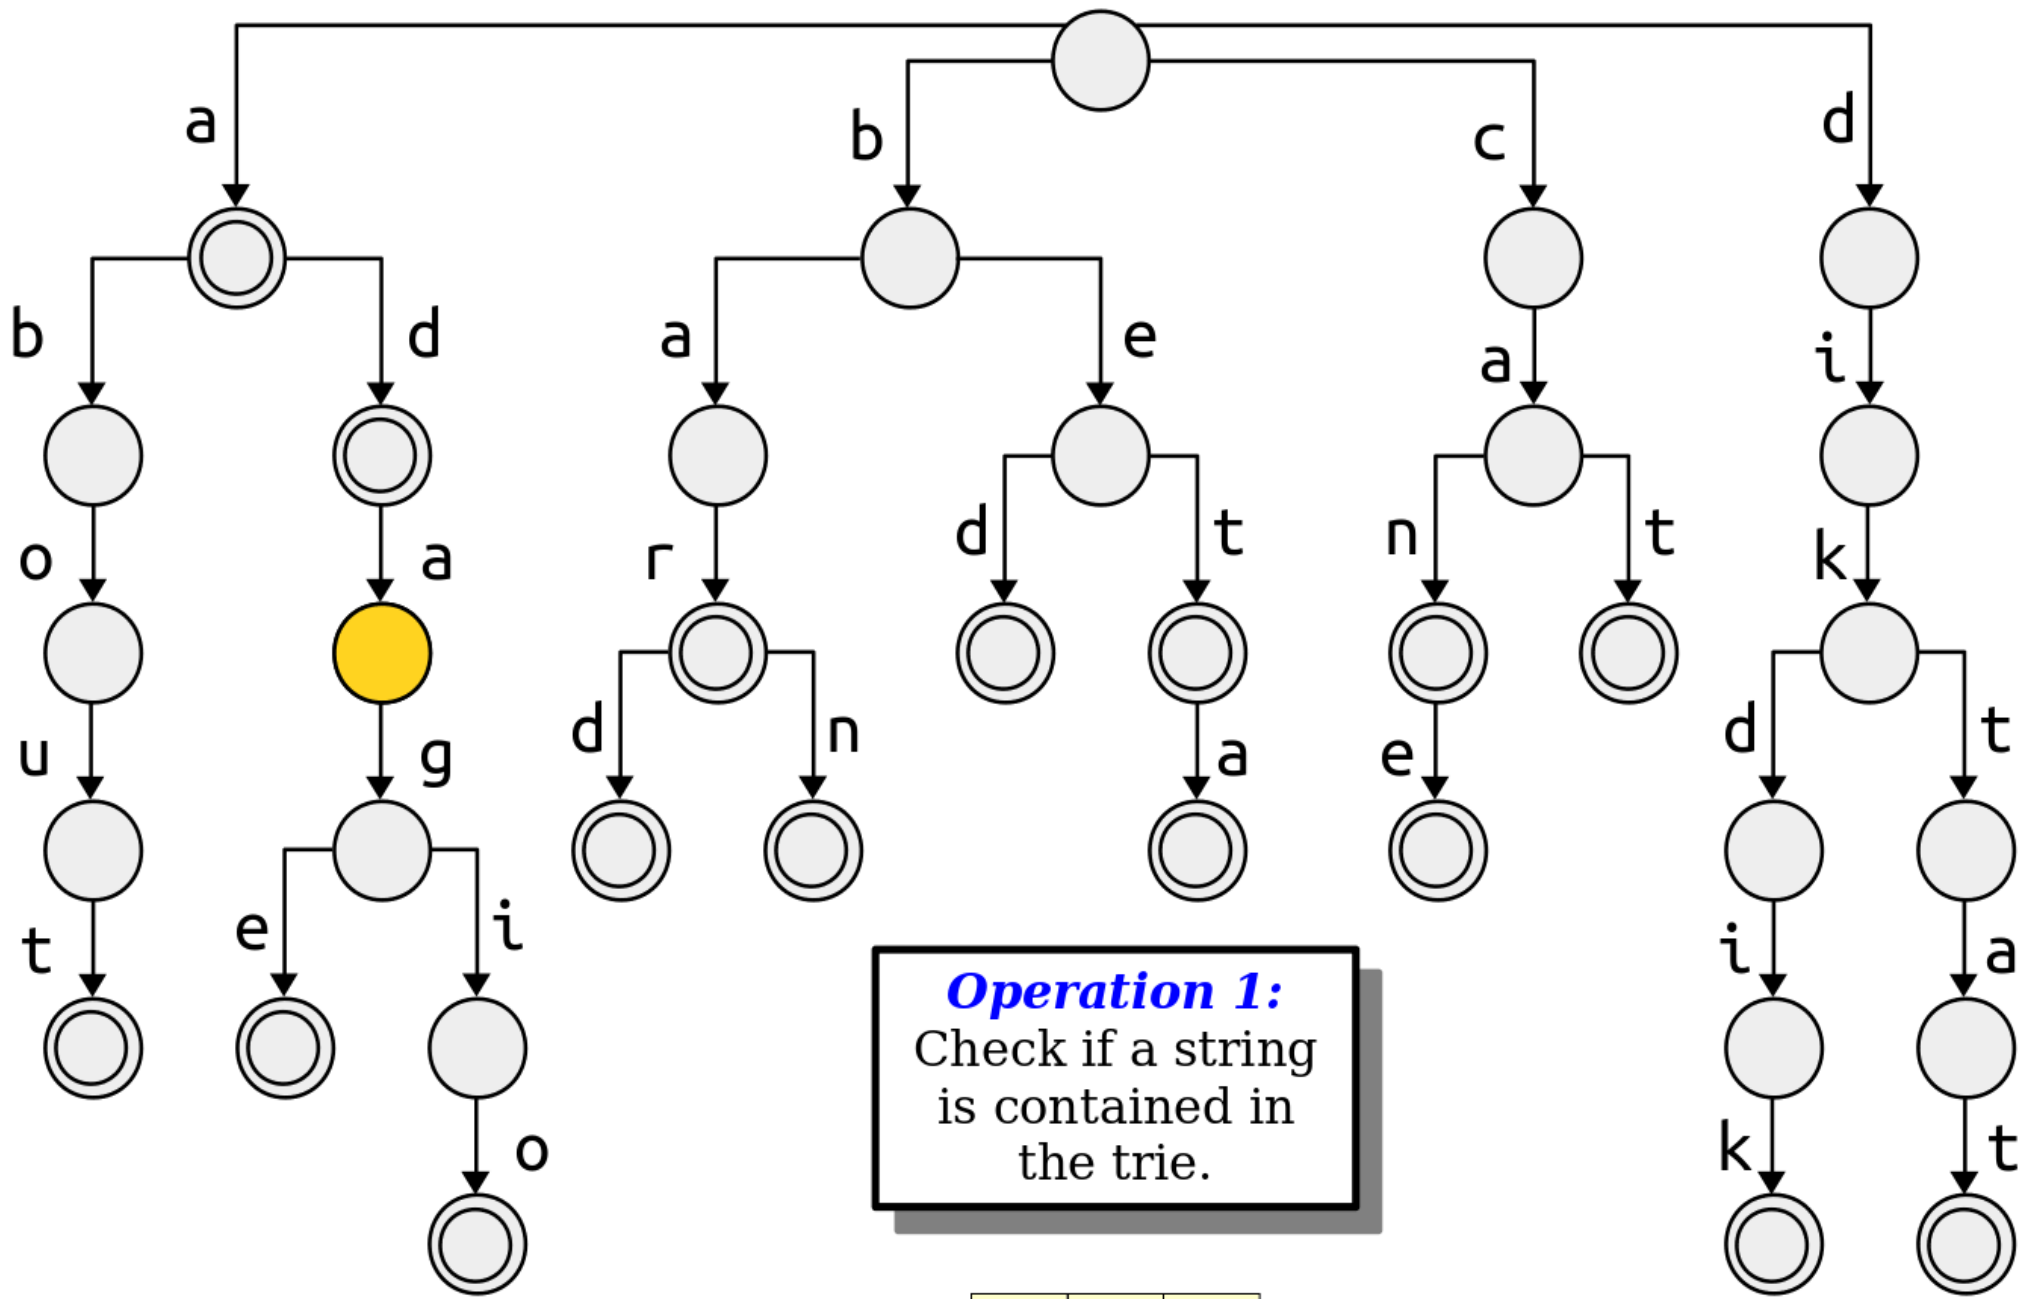 a
b
c
d
b
d
a
e
a
i
o
a
r
d
t
n
t
k
u
g
d
n
a
e
d
t
t
e
i
i
a
o
k
t
Operation 1:
Check if a string
is contained in
the trie.